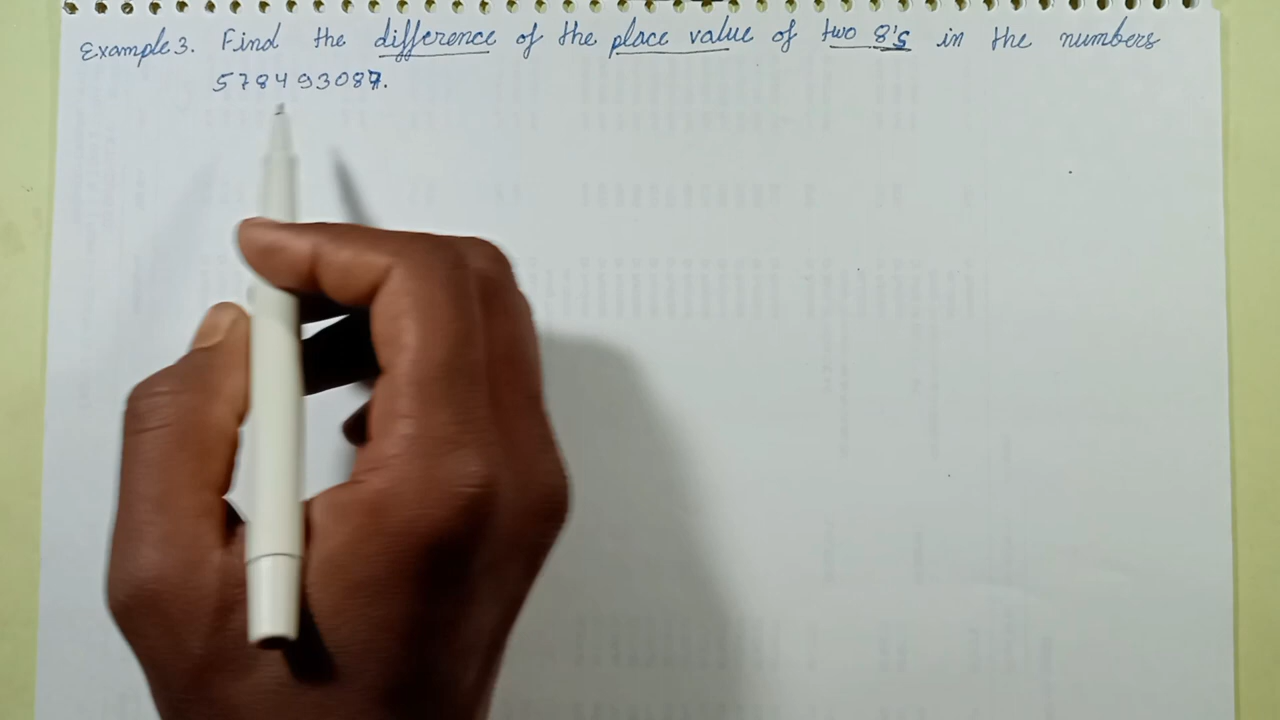 Example 3. Find the difference of the place value of two 8's in the numbers
578493087.